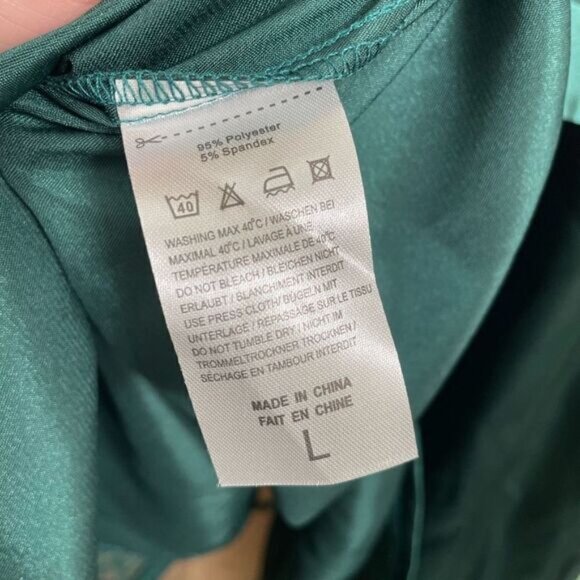 95% Polyester
5% Spandex
40
WASHING MAX 40°C / WASCHEN BEI
MAXIMAL 40°C / LAVAGE À UNE
TEMPÉRATURE MAXIMALE DE 40°C
DO NOT BLEACH / BLEICHEN NICHT
ERLAUBT / BLANCHIMENT INTERDIT
USE PRESS CLOTH/ BÜGELN MIT
UNTERLAGE / REPASSAGE SUR LE TISSU
DO NOT TUMBLE DRY / NICHT IM
TROMMELTROCKNER TROCKNEN /
SÉCHAGE EN TAMBOUR INTERDIT
MADE IN CHINA
FAIT EN CHINE
L